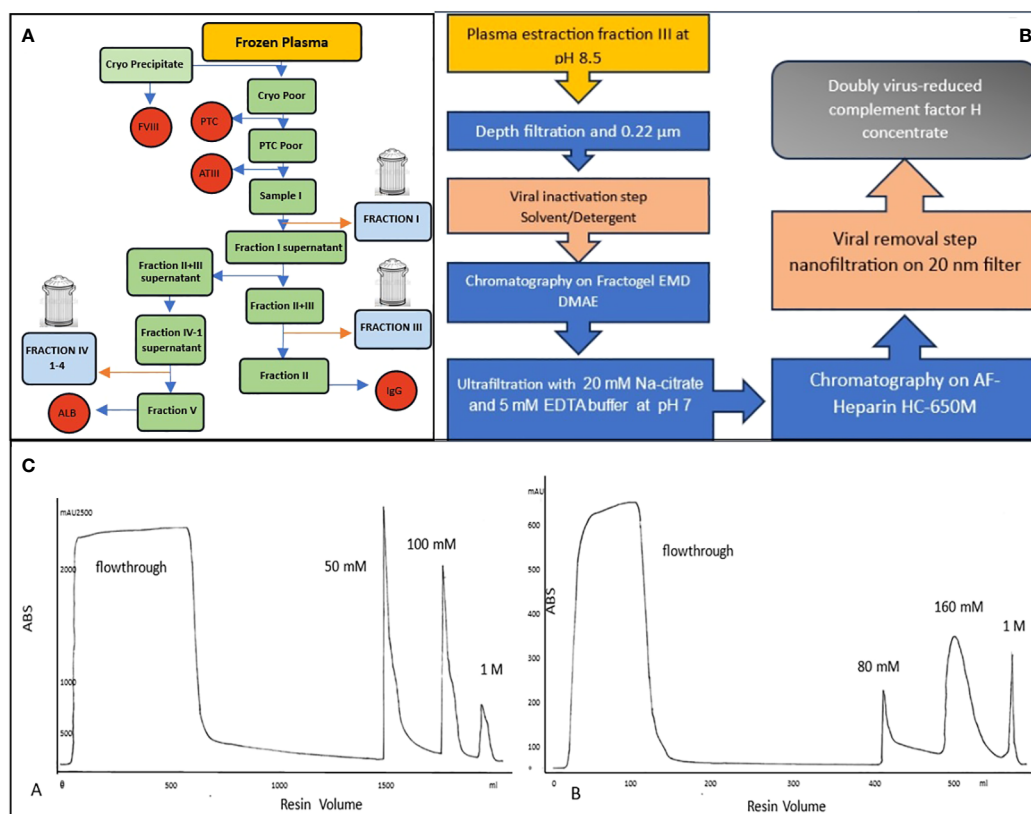 A
Frozen Plasma
Cryo Precipitate
Cryo Poor
FVIII
PTC
PTC Poor
ATIII
Sample I
FRACTION I
Fraction I supernatant
Fraction II+III
supernatant
Fraction II+III
FRACTION III
Fraction IV-1
supernatant
FRACTION IV
1-4
Fraction II
IgG
Fraction V
ALB
B
Plasma extraction fraction III at
pH 8.5
Depth filtration and 0.22 µm
Viral inactivation step
Solvent/Detergent
Chromatography on Fractogel EMD
DMAE
Ultrafiltration with 20 mM Na-citrate
and 5 mM EDTA buffer at pH 7
Chromatography on AF-
Heparin HC-650M
Viral removal step
nanofiltration on 20 nm filter
Doubly virus-reduced
complement factor H
concentrate
C
mAU2500
2000
1000
500
ABS
flowthrough
50 mM
100 mM
1 M
0
500
1000
1500
ml
Resin Volume
A
mAU
600
500
400
300
200
100
0
ABS
flowthrough
80 mM
160 mM
1 M
0
100
200
300
400
500
ml
Resin Volume
B